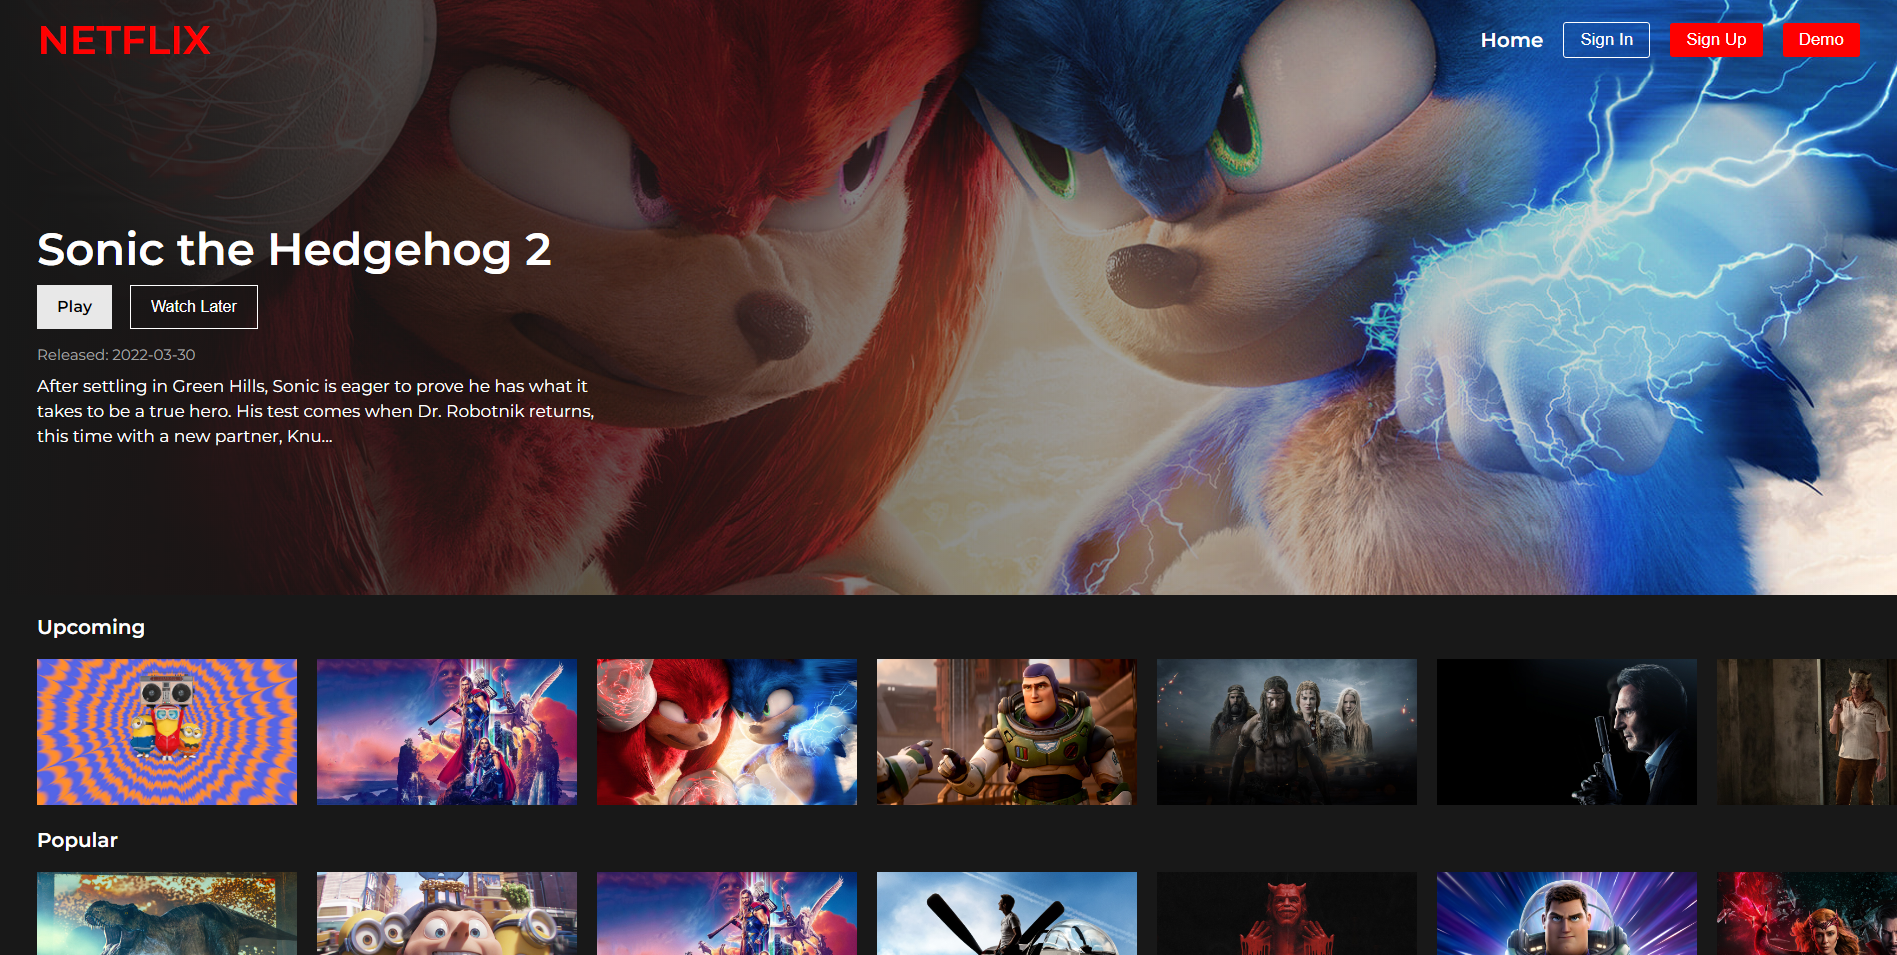 NETFLIX
Home
Sign In
Sign Up
Demo
Sonic the Hedgehog 2
Play
Watch Later
Released: 2022-03-30
After settling in Green Hills, Sonic is eager to prove he has what it
takes to be a true hero. His test comes when Dr. Robotnik returns,
this time with a new partner, Knu...
Upcoming
Popular